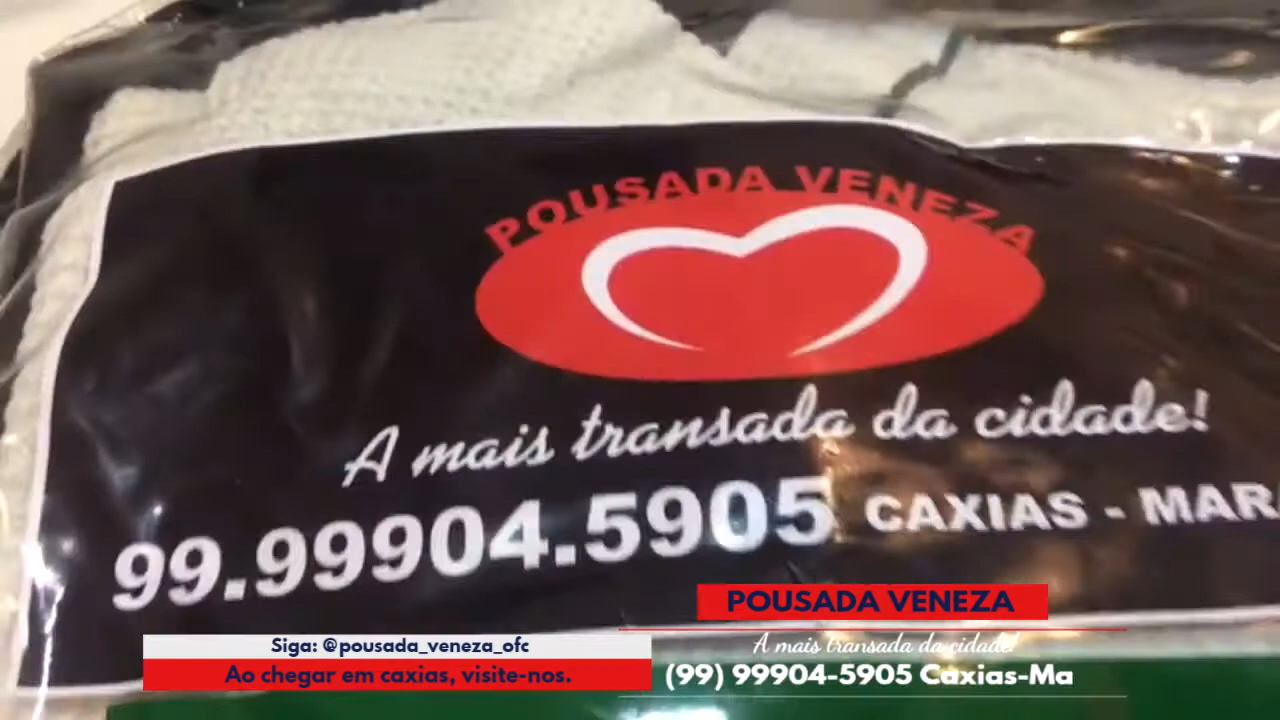 POUSADA VENEZA
A mais transada da cidade!
99.99904.5905 CAXIAS - MAR
POUSADA VENEZA
Siga: @pousada_veneza_ofc
A mais transada da cidade!
Ao chegar em caxias, visite-nos.
(99) 99904-5905 Caxias-Ma